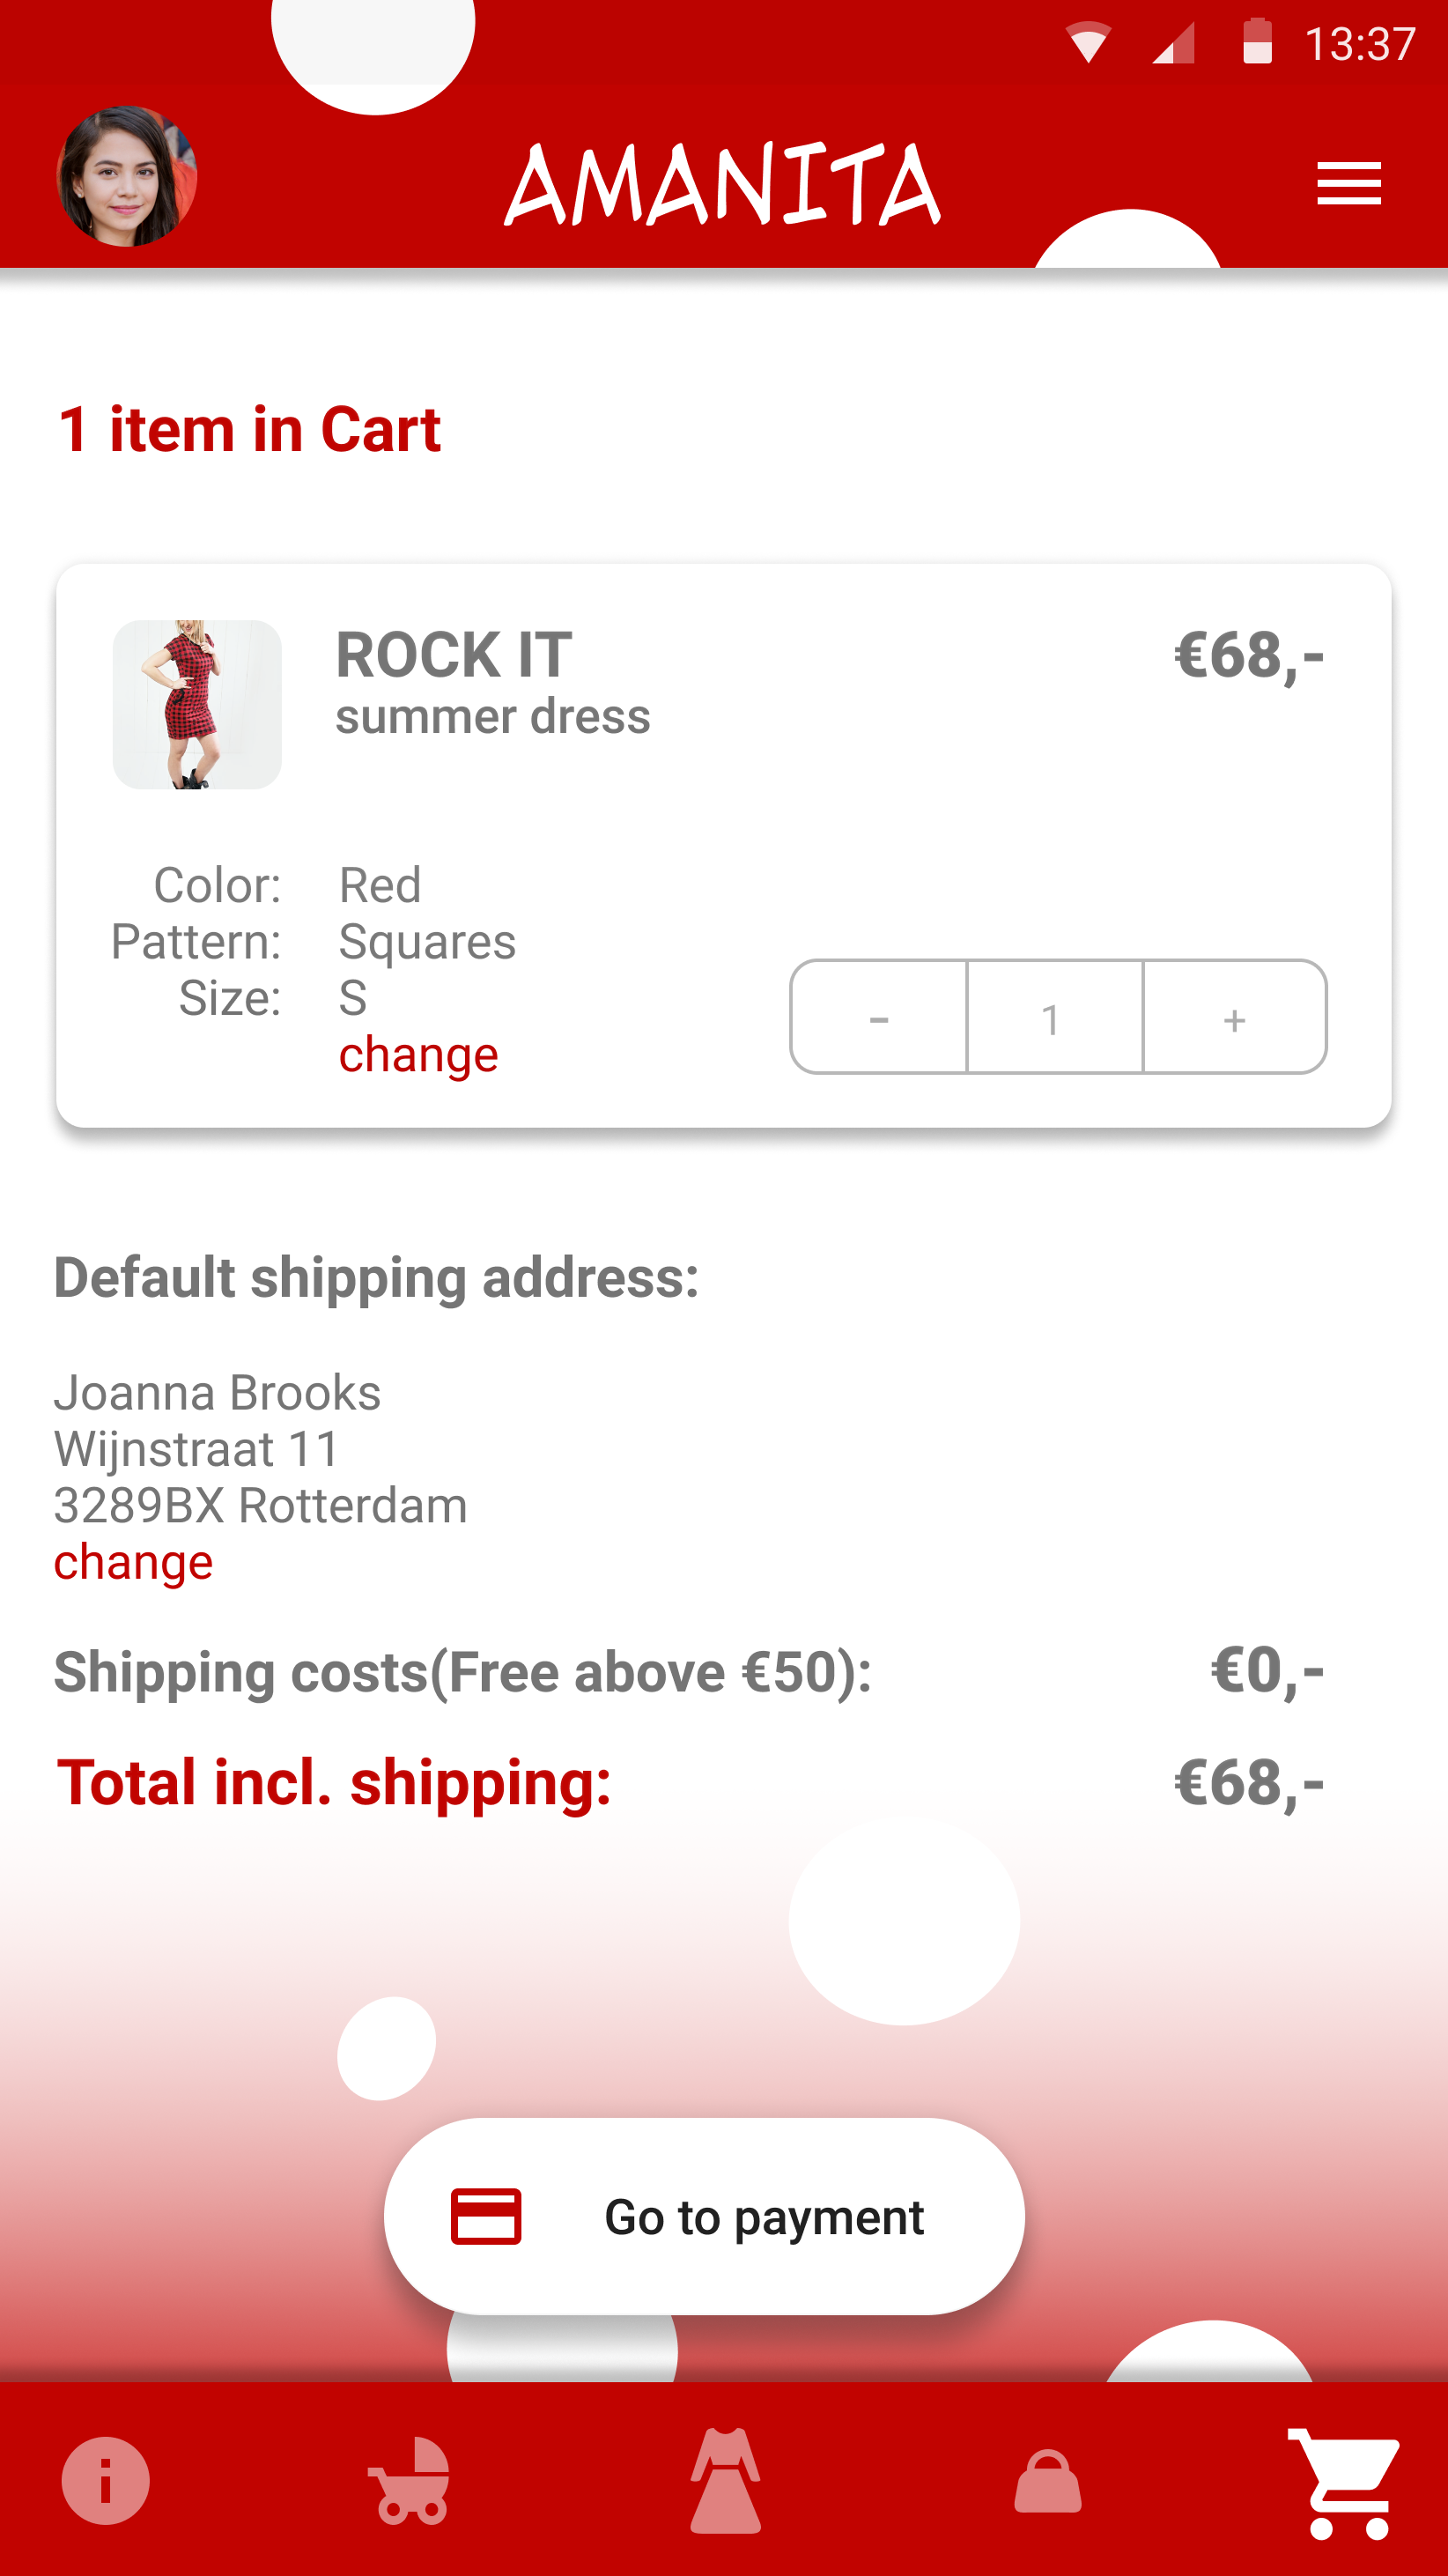 13:37
AMANITA
1 item in Cart
ROCK IT
€68,-
summer dress
Color: Red
Pattern: Squares
Size: S
change
- 1 +
Default shipping address:
Joanna Brooks
Wijnstraat 11
3289BX Rotterdam
change
Shipping costs(Free above €50): €0,-
Total incl. shipping: €68,-
Go to payment